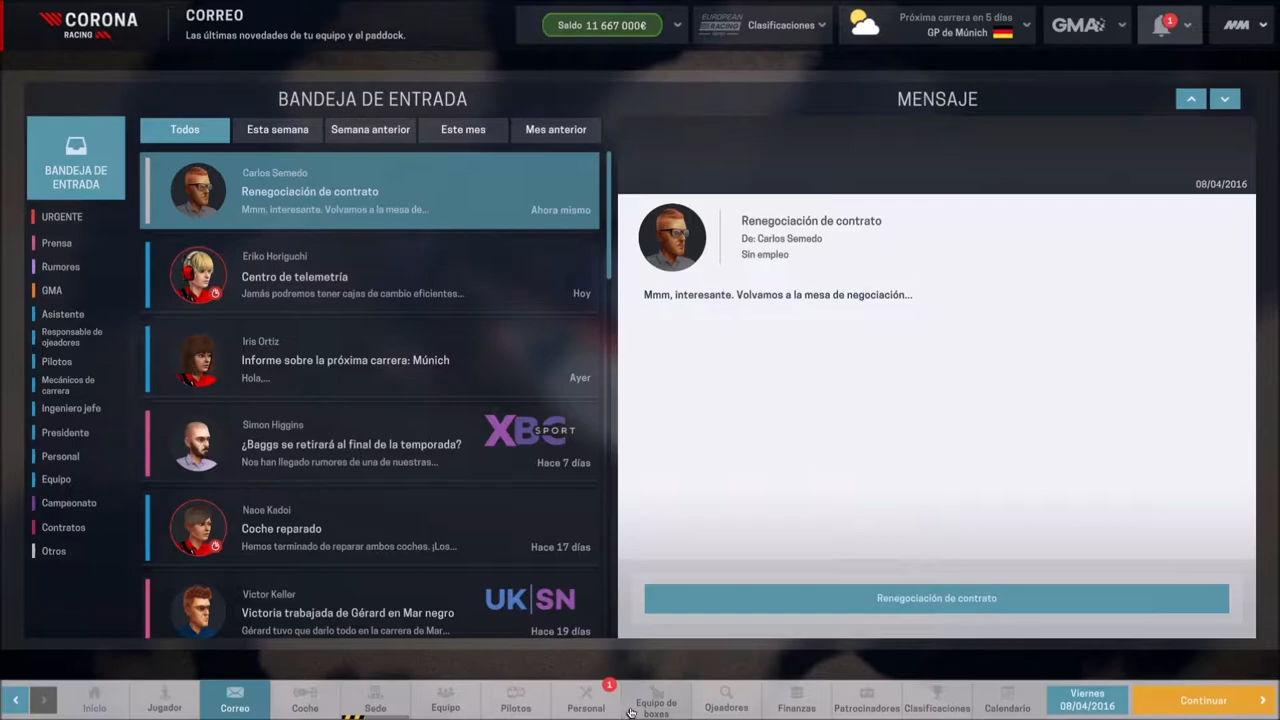 CORONA
RACING
CORREO
Las últimas novedades de tu equipo y el paddock.
Saldo 11 667 000€
EUROPEAN
RACING
SERIES
Clasificaciones
Próxima carrera en 5 días
GP de Múnich
GMA
1
BANDEJA DE ENTRADA
MENSAJE
BANDEJA DE
ENTRADA
Todos
Esta semana
Semana anterior
Este mes
Mes anterior
URGENTE
Prensa
Rumores
GMA
Asistente
Responsable de
ojeadores
Pilotos
Mecánicos de
carrera
Ingeniero jefe
Presidente
Personal
Equipo
Campeonato
Contratos
Otros
Carlos Semedo
Renegociación de contrato
Mmm, interesante. Volvamos a la mesa de...
Ahora mismo
Eriko Horiguchi
Centro de telemetría
Jamás podremos tener cajas de cambio eficientes...
Hoy
Iris Ortiz
Informe sobre la próxima carrera: Múnich
Hola,...
Ayer
Simon Higgins
XBC SPORT
¿Baggs se retirará al final de la temporada?
Nos han llegado rumores de una de nuestras...
Hace 7 días
Naoe Kadoi
Coche reparado
Hemos terminado de reparar ambos coches. ¡Los...
Hace 17 días
Victor Keller
UK|SN
Victoria trabajada de Gérard en Mar negro
Gérard tuvo que darlo todo en la carrera de Mar...
Hace 19 días
08/04/2016
Renegociación de contrato
De: Carlos Semedo
Sin empleo
Mmm, interesante. Volvamos a la mesa de negociación...
Renegociación de contrato
Inicio
Jugador
Correo
Coche
Sede
Equipo
Pilotos
Personal
1
Equipo de
boxes
Ojeadores
Finanzas
Patrocinadores
Clasificaciones
Calendario
Viernes
08/04/2016
Continuar